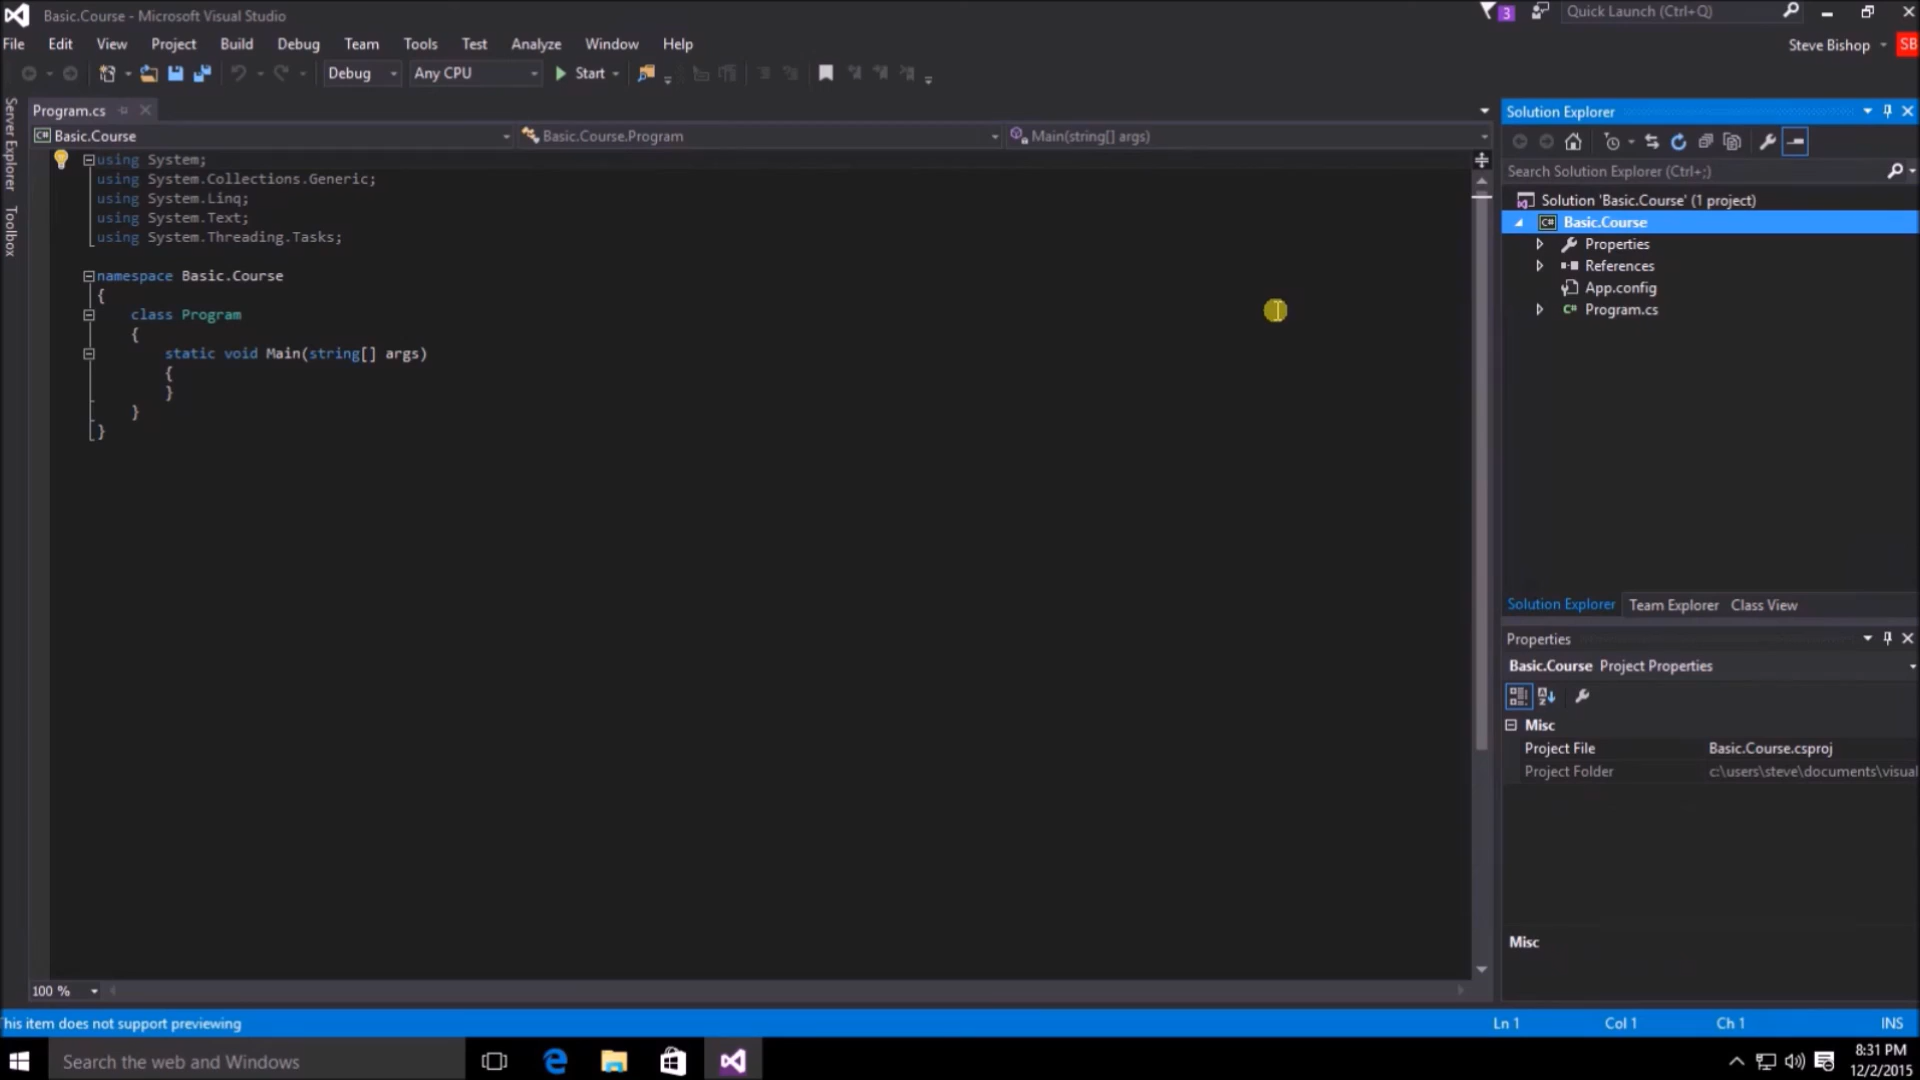 Basic.Course - Microsoft Visual Studio
3
Quick Launch (Ctrl+Q)
File Edit View Project Build Debug Team Tools Test Analyze Window Help
Steve Bishop
SB
Debug
Any CPU
Start
Server Explorer
Toolbox
Program.cs
Basic.Course
Basic.Course.Program
Main(string[] args)
using System;
using System.Collections.Generic;
using System.Linq;
using System.Text;
using System.Threading.Tasks;
namespace Basic.Course
{
class Program
{
static void Main(string[] args)
{
}
}
}
100 %
Solution Explorer
Search Solution Explorer (Ctrl+;)
Solution 'Basic.Course' (1 project)
C# Basic.Course
Properties
References
App.config
C# Program.cs
Solution Explorer Team Explorer Class View
Properties
Basic.Course Project Properties
Misc
Project File Basic.Course.csproj
Project Folder c:\users\steve\documents\visual
Misc
his item does not support previewing
Ln 1
Col 1
Ch 1
INS
Search the web and Windows
8:31 PM
12/2/2015